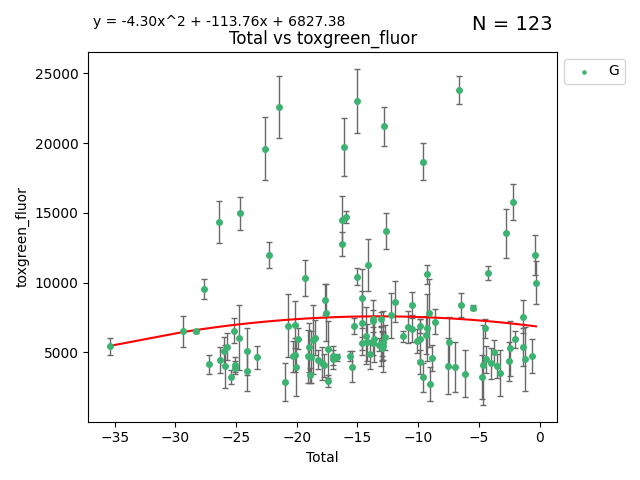 y = -4.30x^2 + -113.76x + 6827.38
N = 123
Total vs toxgreen_fluor
G
25000
20000
15000
10000
5000
toxgreen_fluor
−35
−30
−25
−20
−15
−10
−5
0
Total